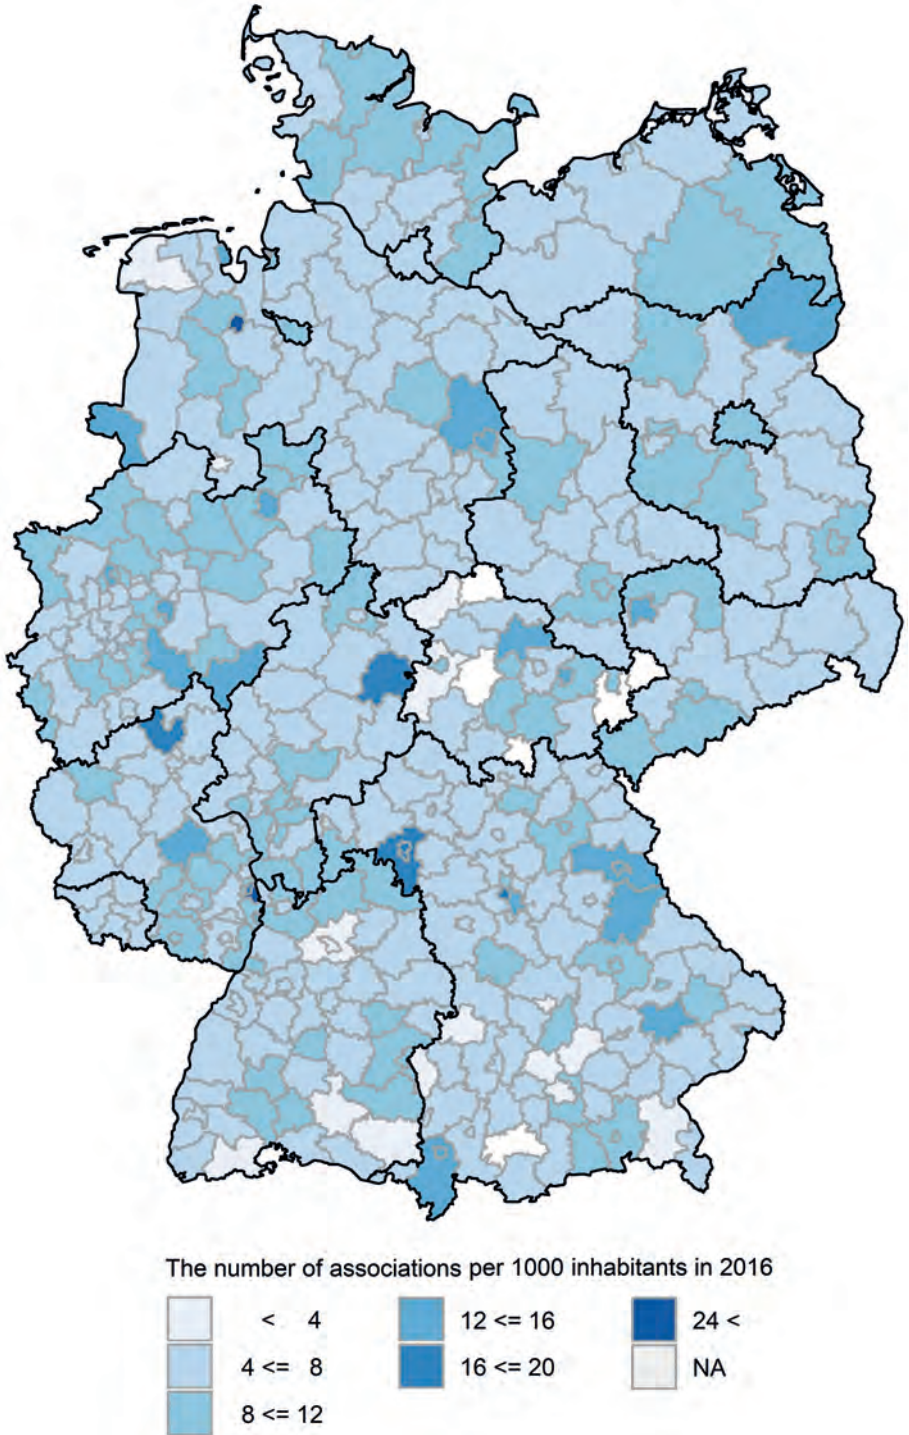 The number of associations per 1000 inhabitants in 2016
< 4
4 <= 8
8 <= 12
12 <= 16
16 <= 20
24 <
NA